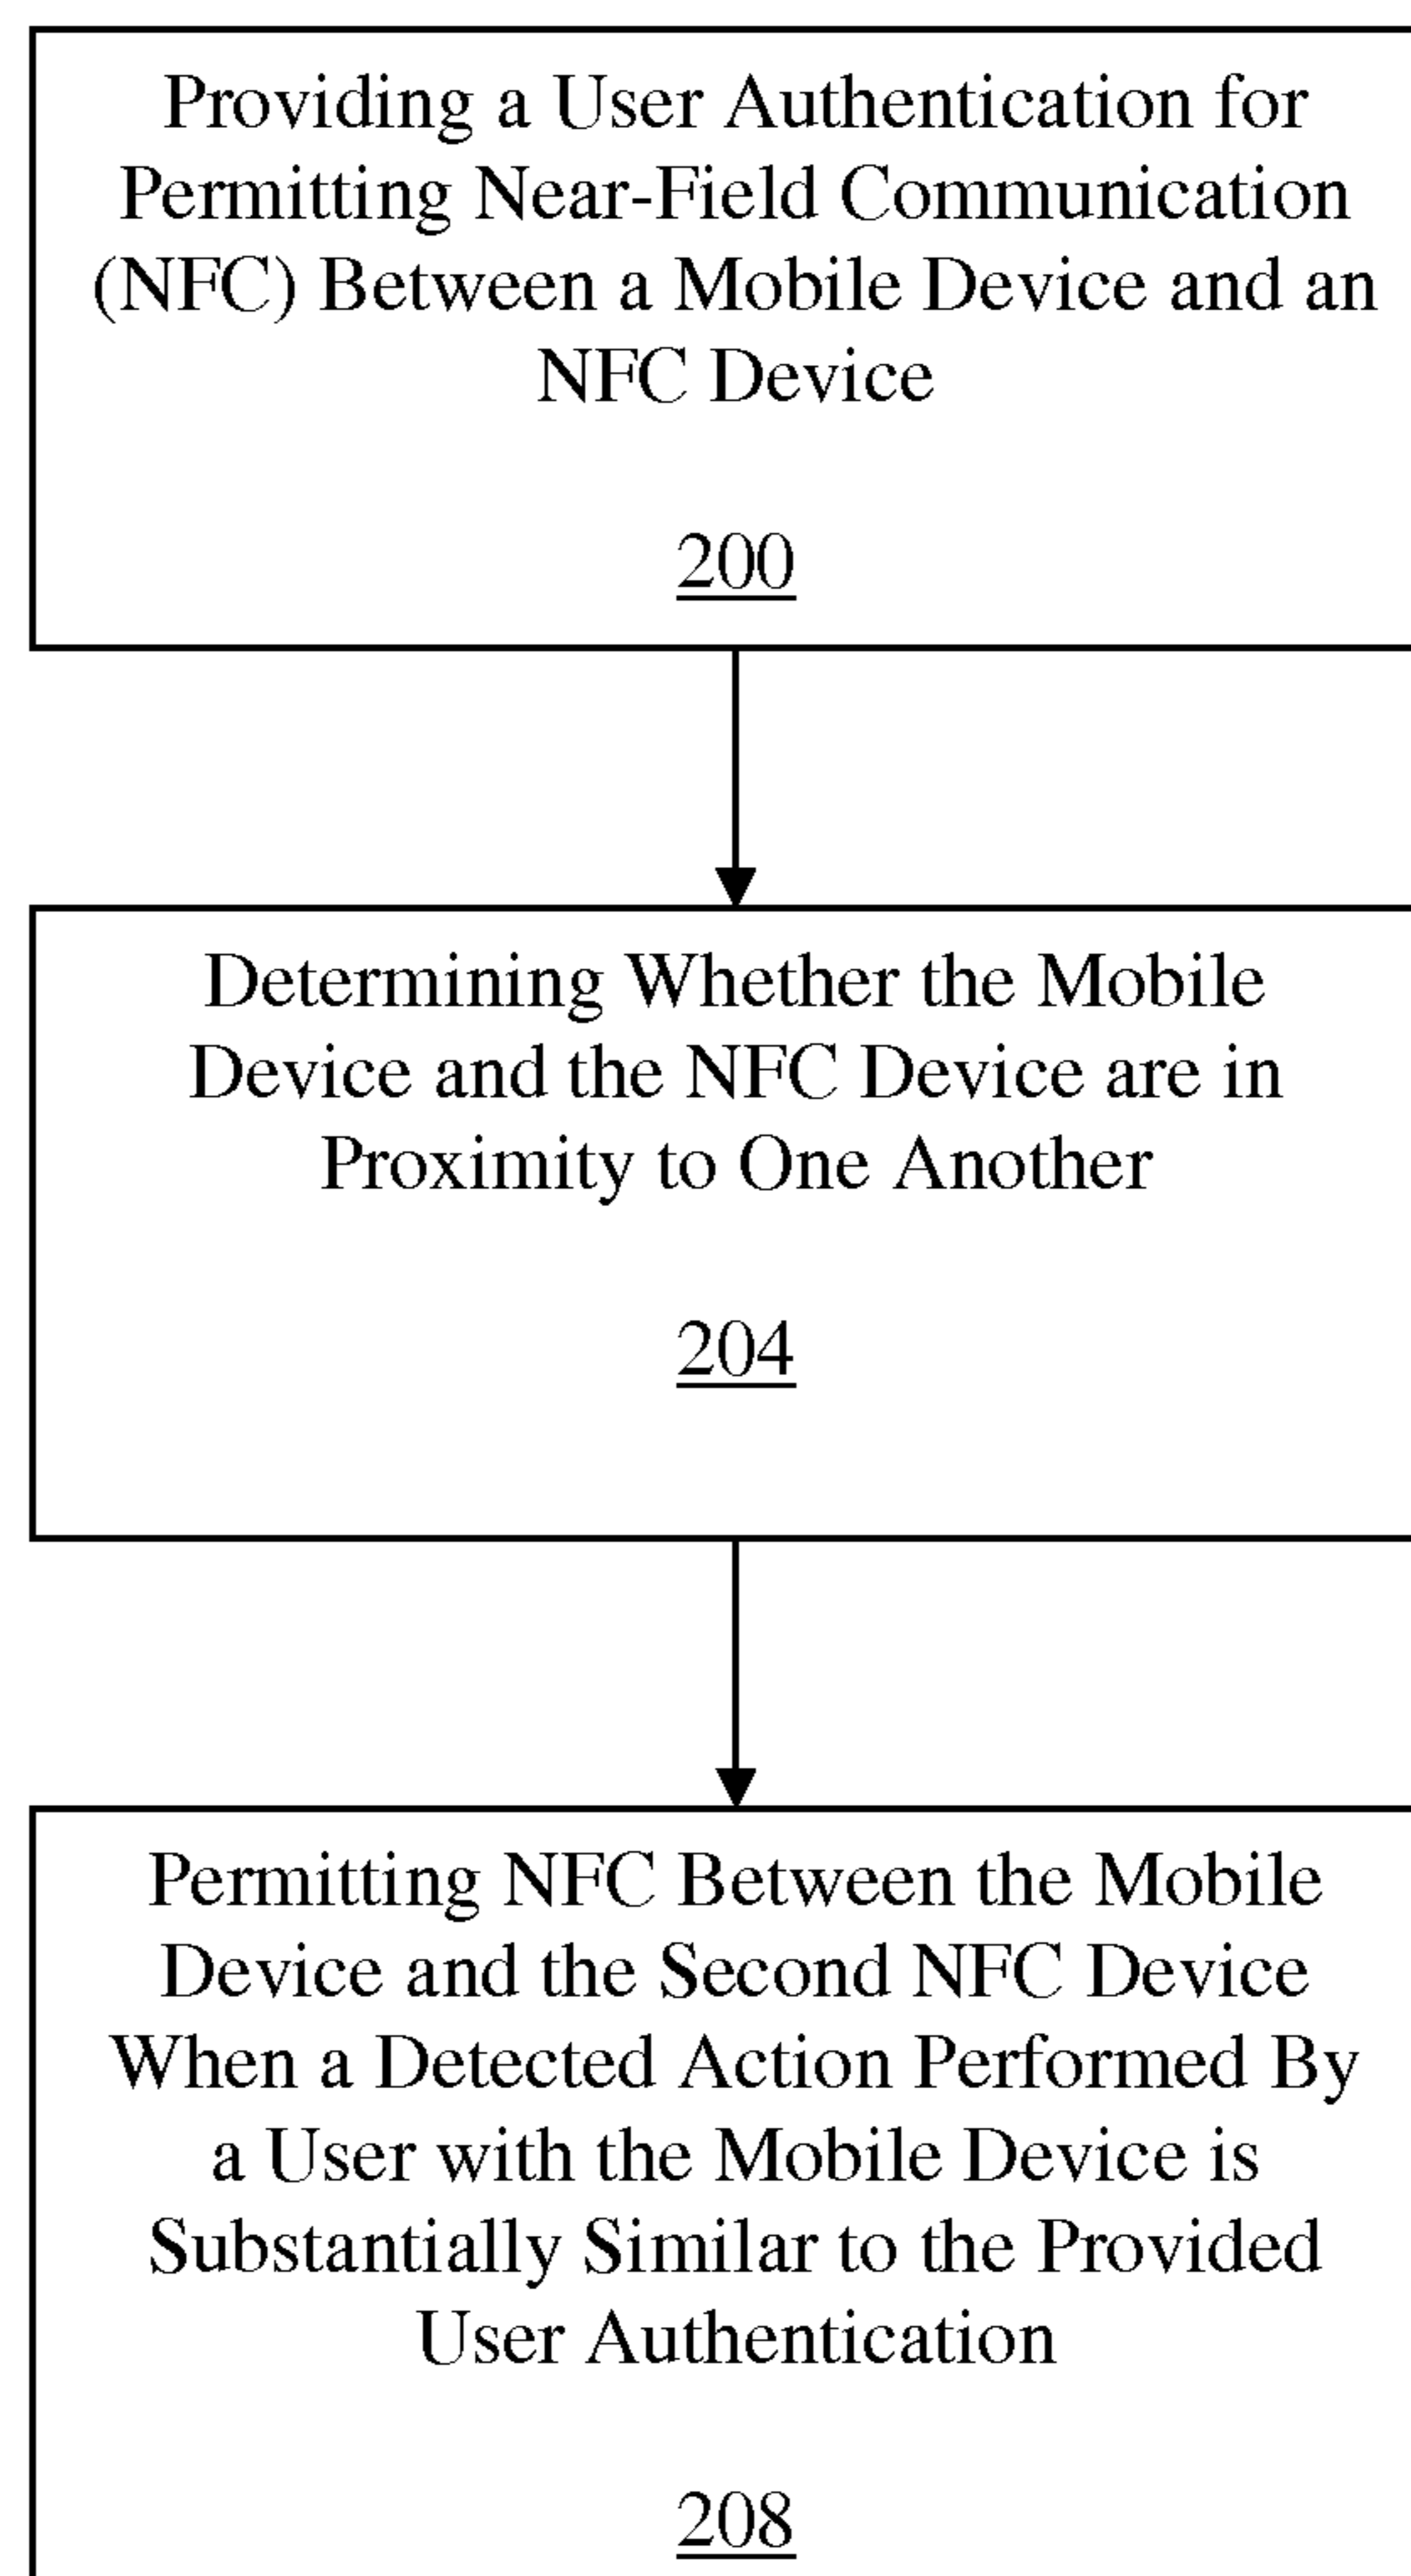 Providing a User Authentication for
Permitting Near-Field Communication
(NFC) Between a Mobile Device and an
NFC Device
200
Determining Whether the Mobile
Device and the NFC Device are in
Proximity to One Another
204
Permitting NFC Between the Mobile
Device and the Second NFC Device
When a Detected Action Performed By
a User with the Mobile Device is
Substantially Similar to the Provided
User Authentication
208